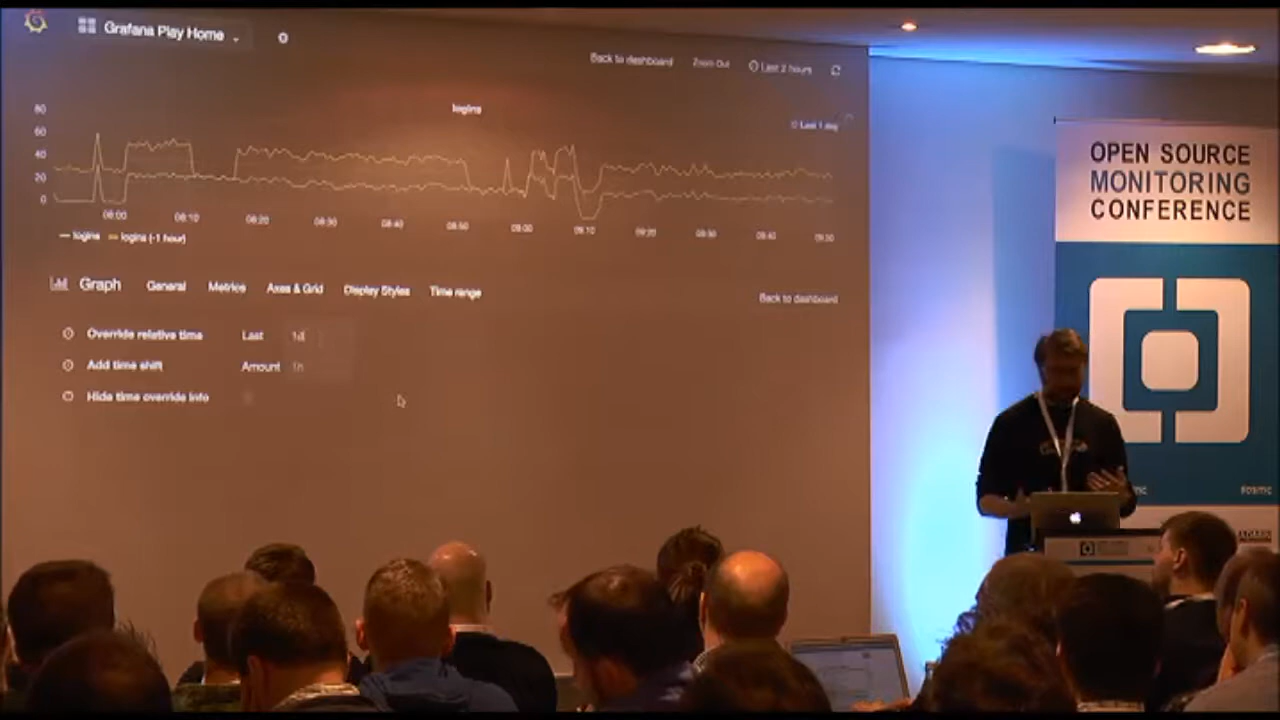 Grafana Play Home
Back to dashboard Zoom Out Last 2 hours
logins
Last 1 day
80
60
40
20
0
08:00 08:10 08:20 08:30 08:40 08:50 09:00 09:10 09:20 09:30 09:40 09:50
logins logins (-1 hour)
Graph General Metrics Axes & Grid Display Styles Time range
Back to dashboard
Override relative time Last 1d
Add time shift Amount 1h
Hide time override info
OPEN SOURCE
MONITORING
CONFERENCE
osmc